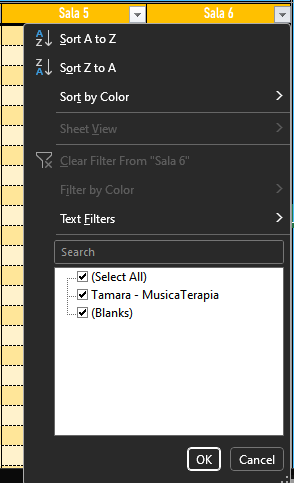 Sala 5 Sala 6
Sort A to Z
Sort Z to A
Sort by Color
Sheet View
Clear Filter From "Sala 6"
Filter by Color
Text Filters
Search
(Select All)
Tamara - MusicaTerapia
(Blanks)
OK Cancel